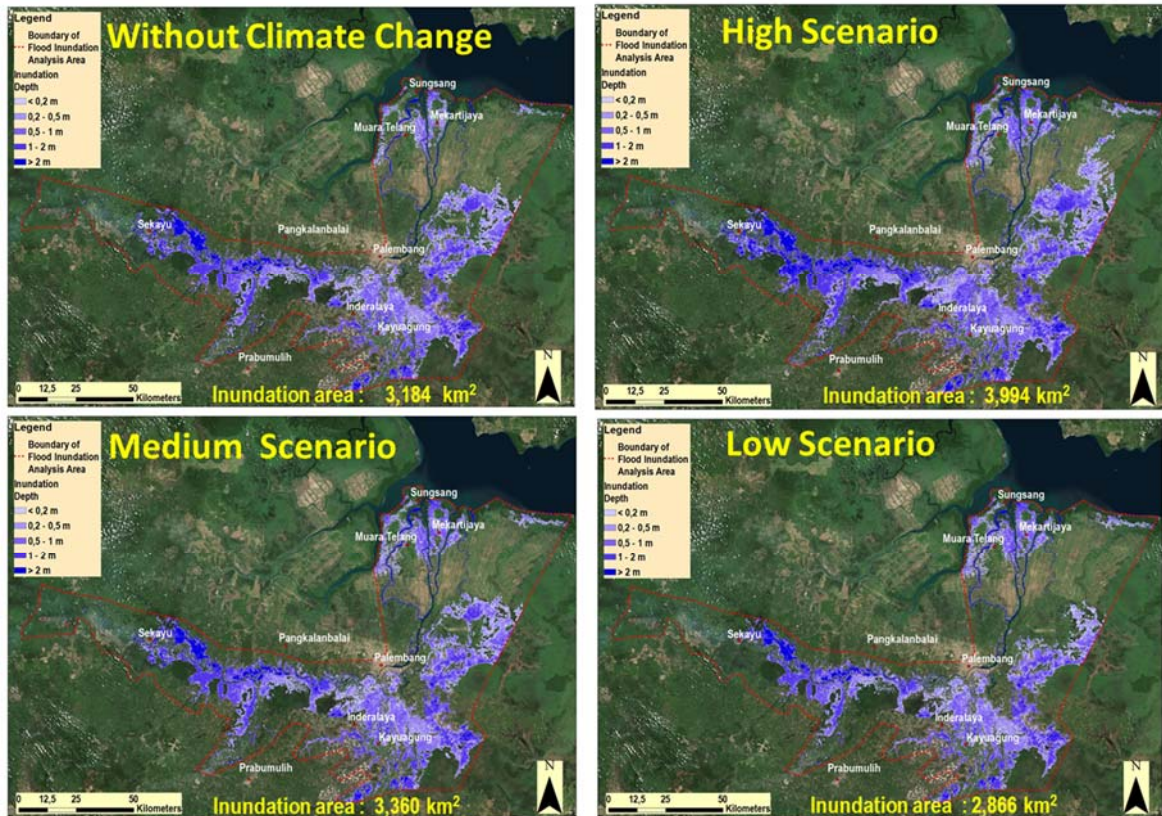 Without Climate Change
Legend
Boundary of
Flood Inundation
Analysis Area
Inundation
Depth
< 0,2 m
0,2 - 0,5 m
0,5 - 1 m
1 - 2 m
> 2 m
Sungsang
Mekartijaya
Muara Telang
Sekayu
Pangkalanbalai
Palembang
Inderalaya
Kayuagung
Prabumulih
N
0 12,5 25 50
Kilometers
Inundation area : 3,184 km²
High Scenario
Legend
Boundary of
Flood Inundation
Analysis Area
Inundation
Depth
< 0,2 m
0,2 - 0,5 m
0,5 - 1 m
1 - 2 m
> 2 m
Sungsang
Mekartijaya
Muara Telang
Sekayu
Pangkalanbalai
Palembang
Inderalaya
Kayuagung
Prabumulih
N
0 12,5 25 50
Kilometers
Inundation area : 3,994 km²
Medium Scenario
Legend
Boundary of
Flood Inundation
Analysis Area
Inundation
Depth
< 0,2 m
0,2 - 0,5 m
0,5 - 1 m
1 - 2 m
> 2 m
Sungsang
Mekartijaya
Muara Telang
Sekayu
Pangkalanbalai
Palembang
Inderalaya
Kayuagung
Prabumulih
N
0 12,5 25 50
Kilometers
Inundation area : 3,360 km²
Low Scenario
Legend
Boundary of
Flood Inundation
Analysis Area
Inundation
Depth
< 0,2 m
0,2 - 0,5 m
0,5 - 1 m
1 - 2 m
> 2 m
Sungsang
Mekartijaya
Muara Telang
Sekayu
Pangkalanbalai
Palembang
Inderalaya
Kayuagung
Prabumulih
N
0 12,5 25 50
Kilometers
Inundation area : 2,866 km²